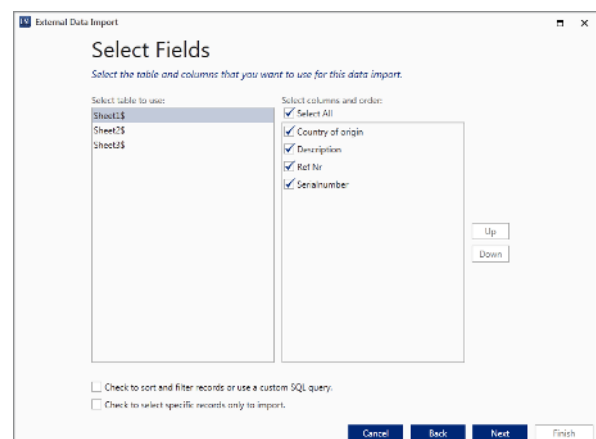 External Data Import
Select Fields
Select the table and columns that you want to use for this data import.
Select table to use:
Sheet1$
Sheet2$
Sheet3$
Select columns and order:
Select All
Country of origin
Description
Ref Nr
Serialnumber
Up
Down
Check to sort and filter records or use a custom SQL query.
Check to select specific records only to import.
Cancel Back Next Finish